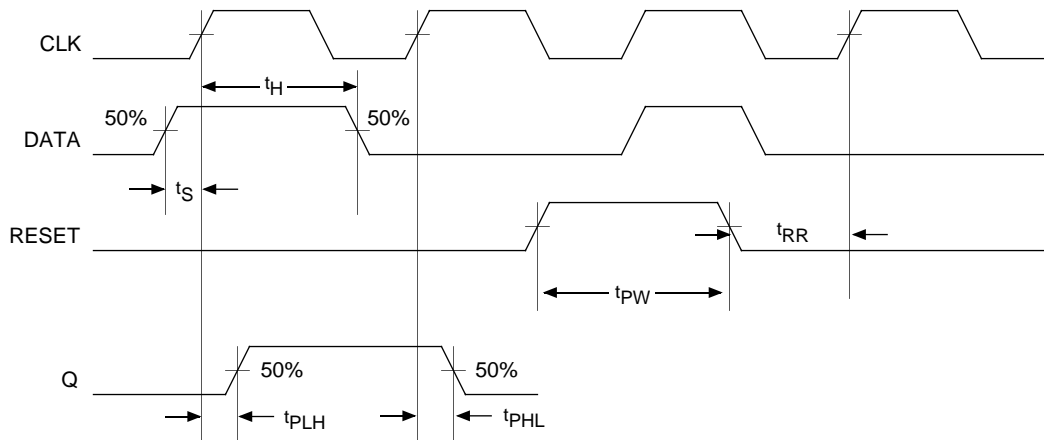 CLK
tH
50%
50%
DATA
tS
RESET
tRR
tPW
50%
50%
Q
tPLH
tPHL